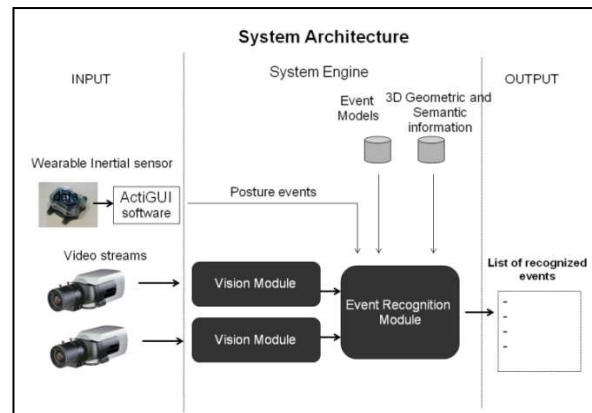 System Architecture
INPUT
System Engine
OUTPUT
Event
Models
3D Geometric and
Semantic
information
Wearable Inertial sensor
ActiGUI
software
Posture events
Video streams
Vision Module
Vision Module
Event Recognition
Module
List of recognized
events
-
-
-
-